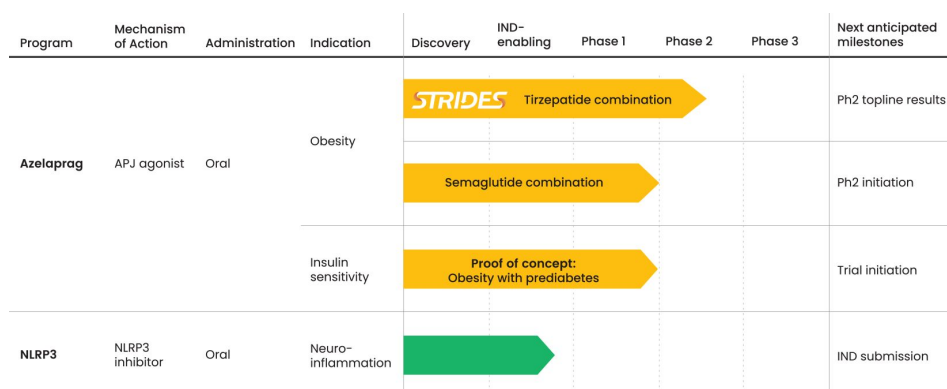 Program
Mechanism
of Action
Administration
Indication
Discovery
IND-
enabling
Phase 1
Phase 2
Phase 3
Next anticipated
milestones
Azelaprag
APJ agonist
Oral
Obesity
STRIDES Tirzepatide combination
Ph2 topline results
Semaglutide combination
Ph2 initiation
Insulin
sensitivity
Proof of concept:
Obesity with prediabetes
Trial initiation
NLRP3
NLRP3
inhibitor
Oral
Neuro-
inflammation
IND submission